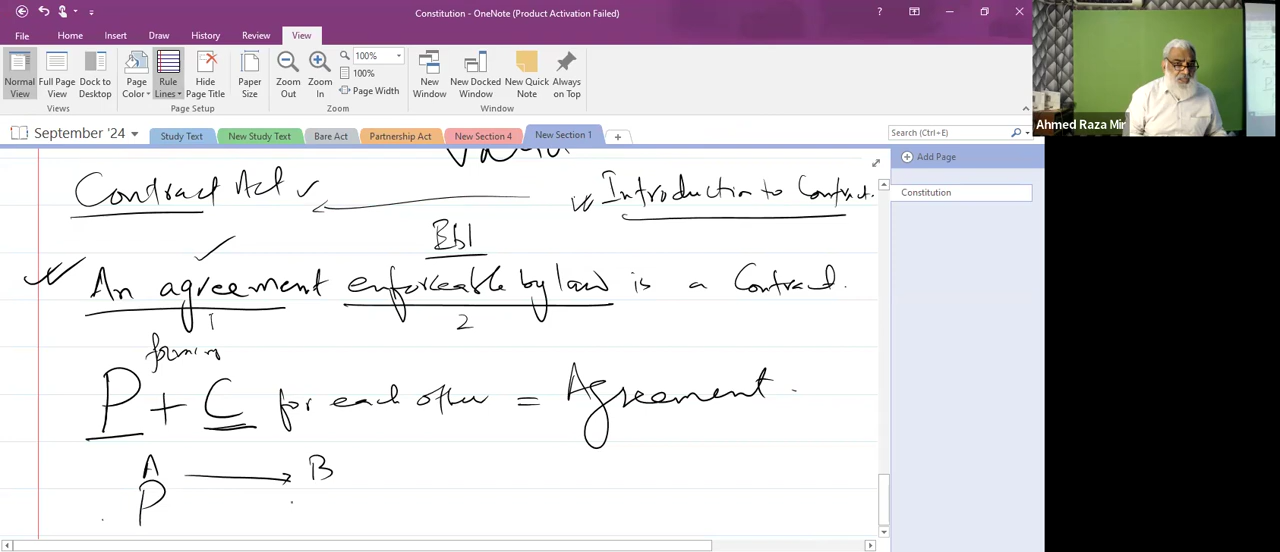 Constitution - OneNote (Product Activation Failed)
File Home Insert Draw History Review View
Normal View Full Page View Dock to Desktop
Page Color Rule Lines Hide Page Title Paper Size
Zoom Out Zoom In 100% 100% Page Width
New Window New Docked Window New Quick Note Always on Top
Views Page Setup Zoom Window
Ahmed Raza Mir
September '24 Study Text New Study Text Bare Act Partnership Act New Section 4 New Section 1 Search (Ctrl+E)
Add Page
Constitution
Contract Act Introduction to Contract.
Ebl
An agreement enforceable by law is a Contract.
1 2
forming
P + C for each other = Agreement.
A B
P